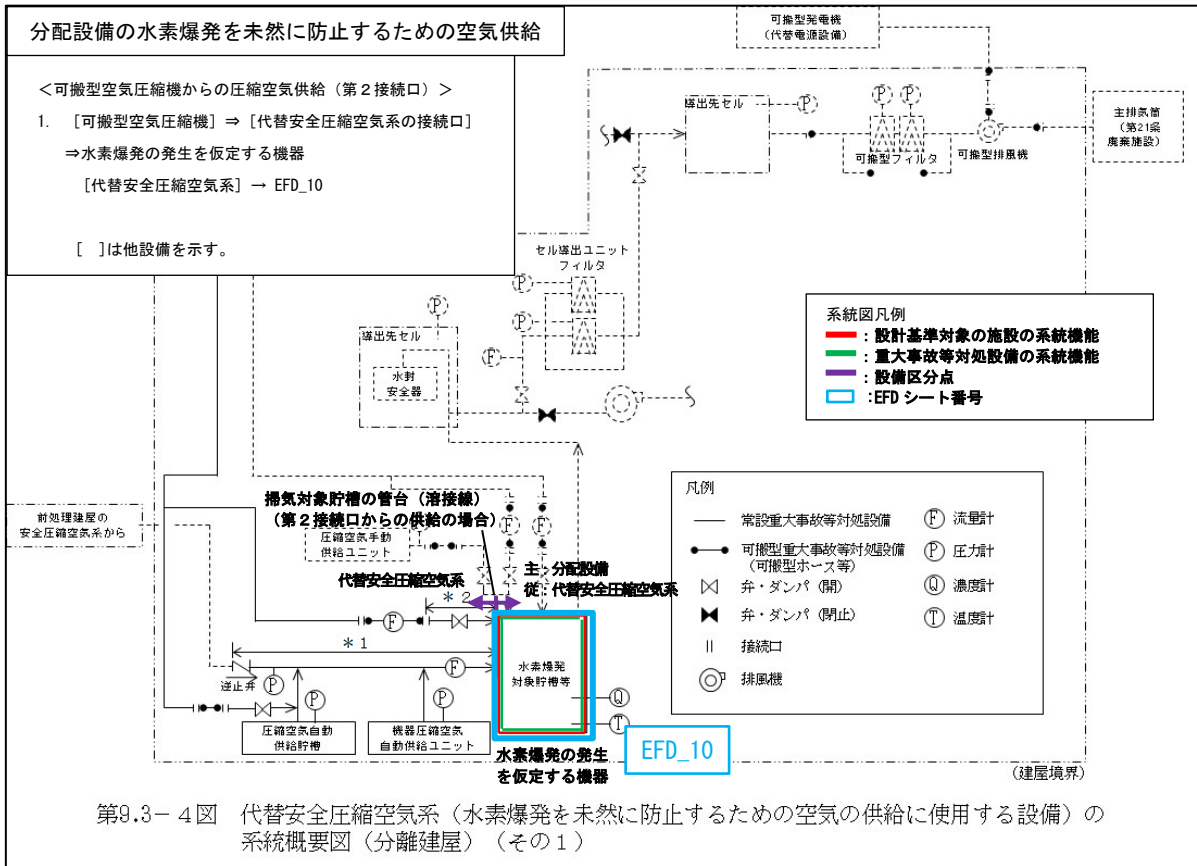 分配設備の水素爆発を未然に防止するための空気供給
＜可搬型空気圧縮機からの圧縮空気供給（第２接続口）＞
1. ［可搬型空気圧縮機］⇒［代替安全圧縮空気系の接続口］
⇒水素爆発の発生を仮定する機器
［代替安全圧縮空気系］→ EFD_10
［ ］は他設備を示す。
可搬型発電機
（代替電源設備）
導出先セル
P
P
P
可搬型フィルタ
可搬型排風機
主排気筒
（第21条
廃棄施設）
セル導出ユニット
フィルタ
P
P
P
F
導出先セル
水封
安全器
系統図凡例
：設計基準対象の施設の系統機能
：重大事故等対処設備の系統機能
：設備区分点
：EFD シート番号
凡例
常設重大事故等対処設備
可搬型重大事故等対処設備
（可搬型ホース等）
弁・ダンパ（開）
弁・ダンパ（閉止）
接続口
排風機
F 流量計
P 圧力計
Q 濃度計
T 温度計
前処理建屋の
安全圧縮空気系から
掃気対象貯槽の管台（溶接線）
（第２接続口からの供給の場合）
圧縮空気手動
供給ユニット
F
F
代替安全圧縮空気系
主：分配設備
従：代替安全圧縮空気系
＊2
F
＊1
逆止弁
P
F
P
P
圧縮空気自動
供給貯槽
機器圧縮空気
自動供給ユニット
水素爆発
対象貯槽等
Q
T
水素爆発の発生
を仮定する機器
EFD_10
（建屋境界）
第9.3－４図 代替安全圧縮空気系（水素爆発を未然に防止するための空気の供給に使用する設備）の
系統概要図（分離建屋）（その１）